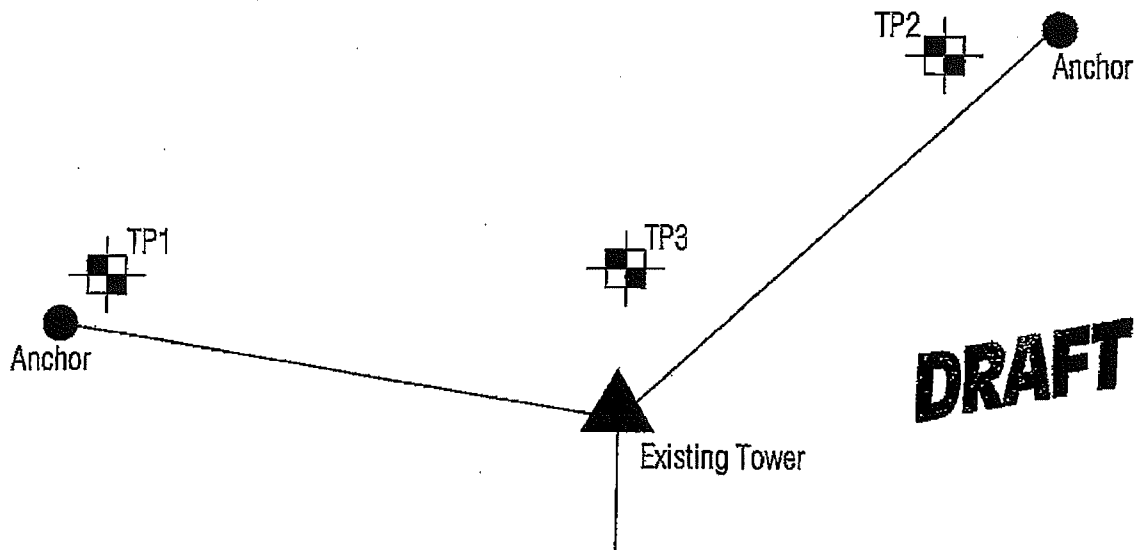 TP2
Anchor
TP1
TP3
Anchor
DRAFT
Existing Tower